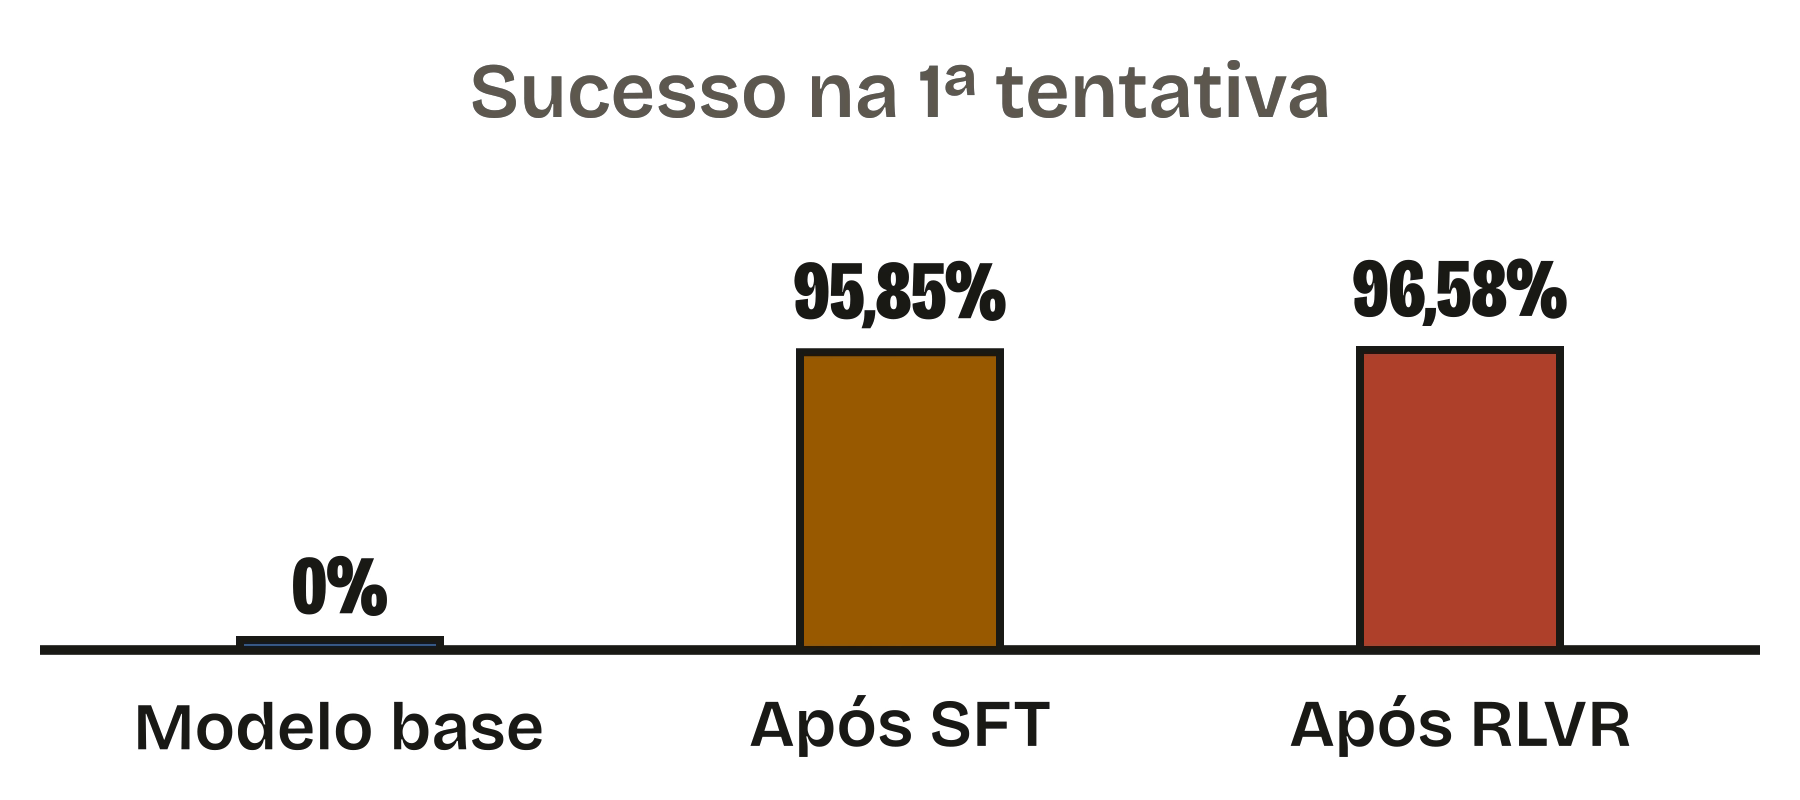 Sucesso na 1ª tentativa
95,85%
96,58%
0%
Modelo base
Após SFT
Após RLVR